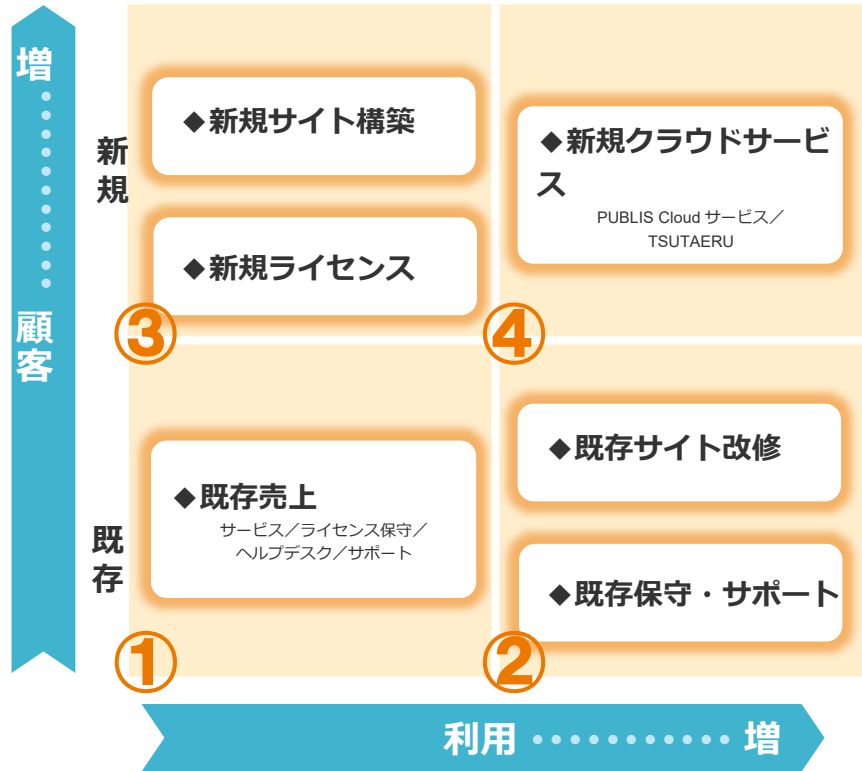 増
顧客
新規
◆新規サイト構築
◆新規ライセンス
③
◆新規クラウドサービ
ス
PUBLIS Cloud サービス／
TSUTAERU
④
既存
◆既存売上
サービス／ライセンス保守／
ヘルプデスク／サポート
①
◆既存サイト改修
◆既存保守・サポート
②
利用 ・・・・・・・・・・・ 増